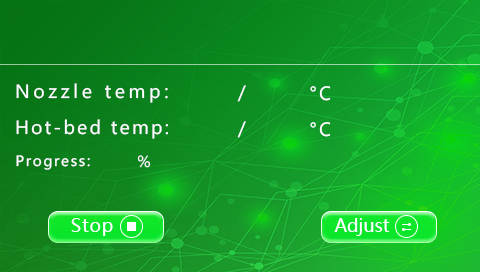 Nozzle temp: / °C
Hot-bed temp: / °C
Progress: %
Stop Adjust